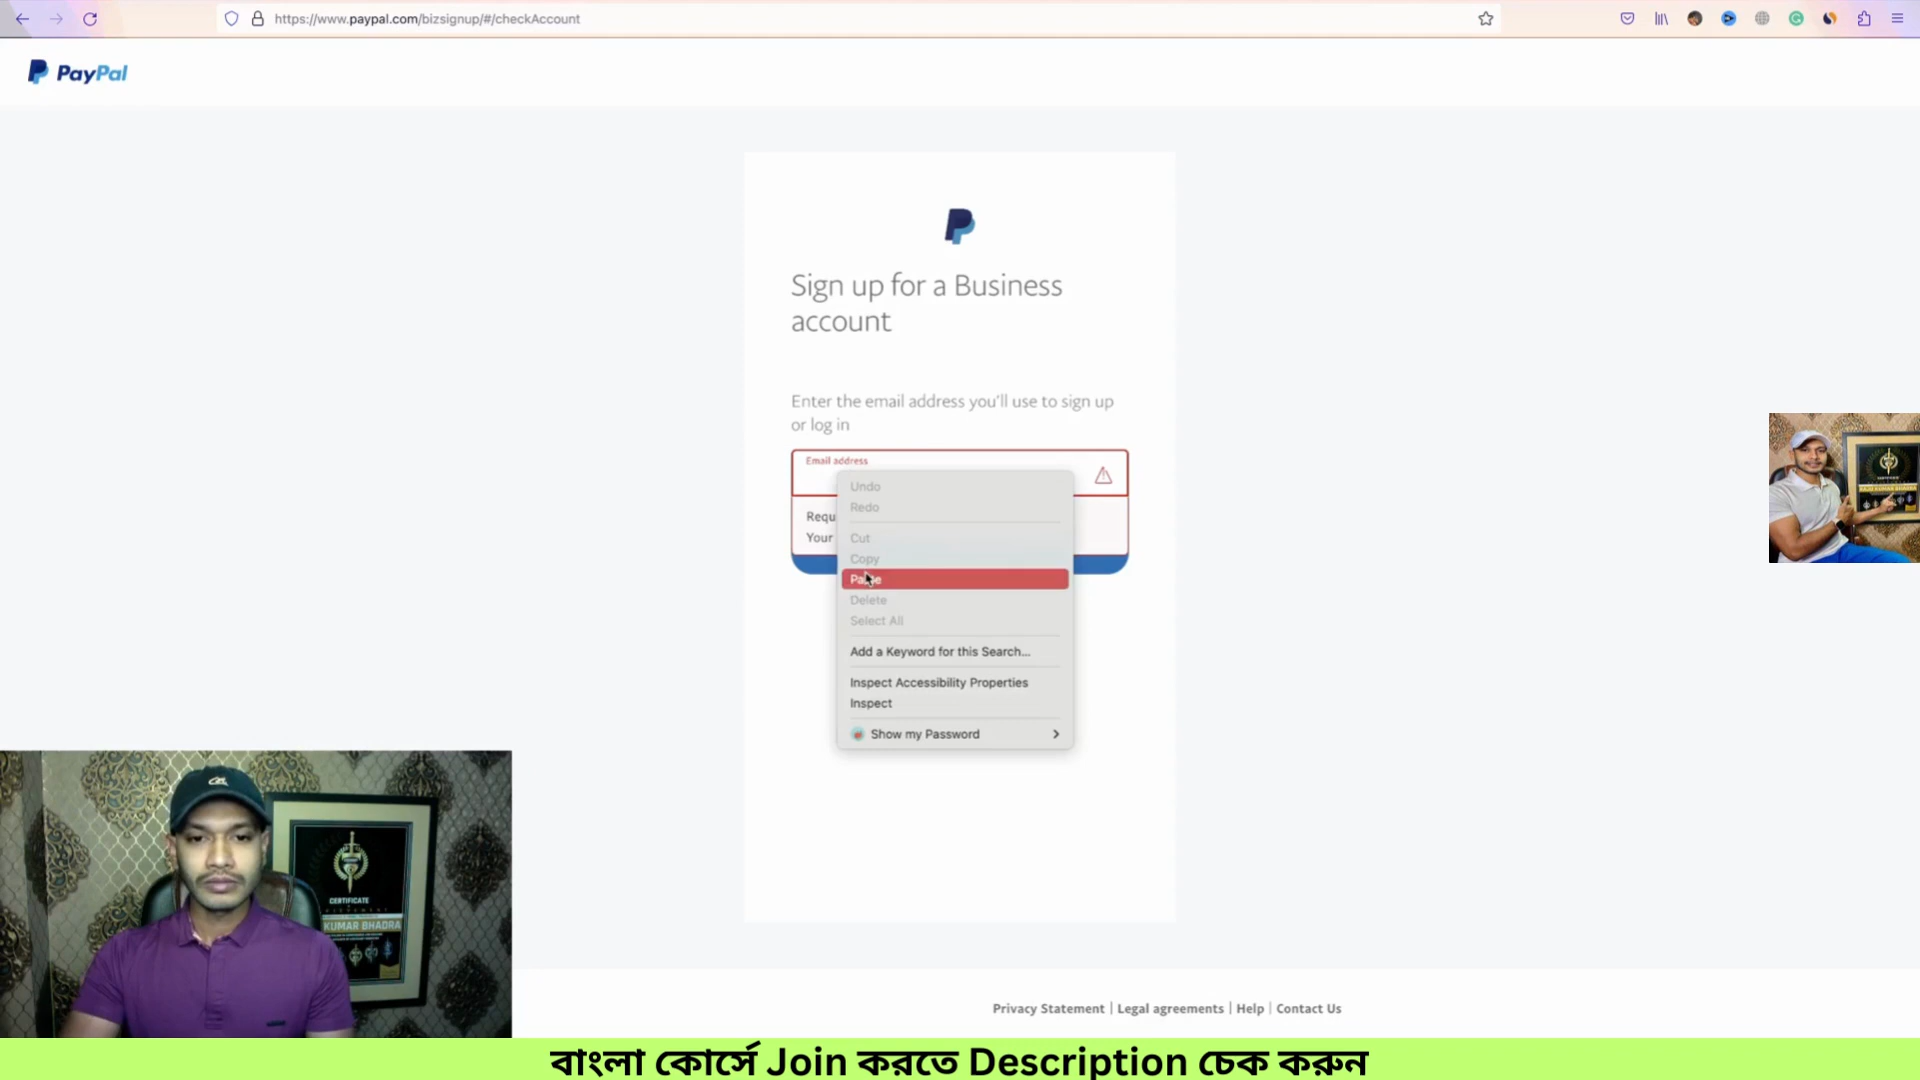 https://www.paypal.com/bizsignup/#/checkAccount
PayPal
Sign up for a Business
account
Enter the email address you'll use to sign up
or log in
Email address
Requ
Your
Undo
Redo
Cut
Copy
Paste
Delete
Select All
Add a Keyword for this Search...
Inspect Accessibility Properties
Inspect
Show my Password
CERTIFICATE
KUMAR BHADRA
Privacy Statement | Legal agreements | Help | Contact Us
বাংলা কোর্সে Join করতে Description চেক করুন